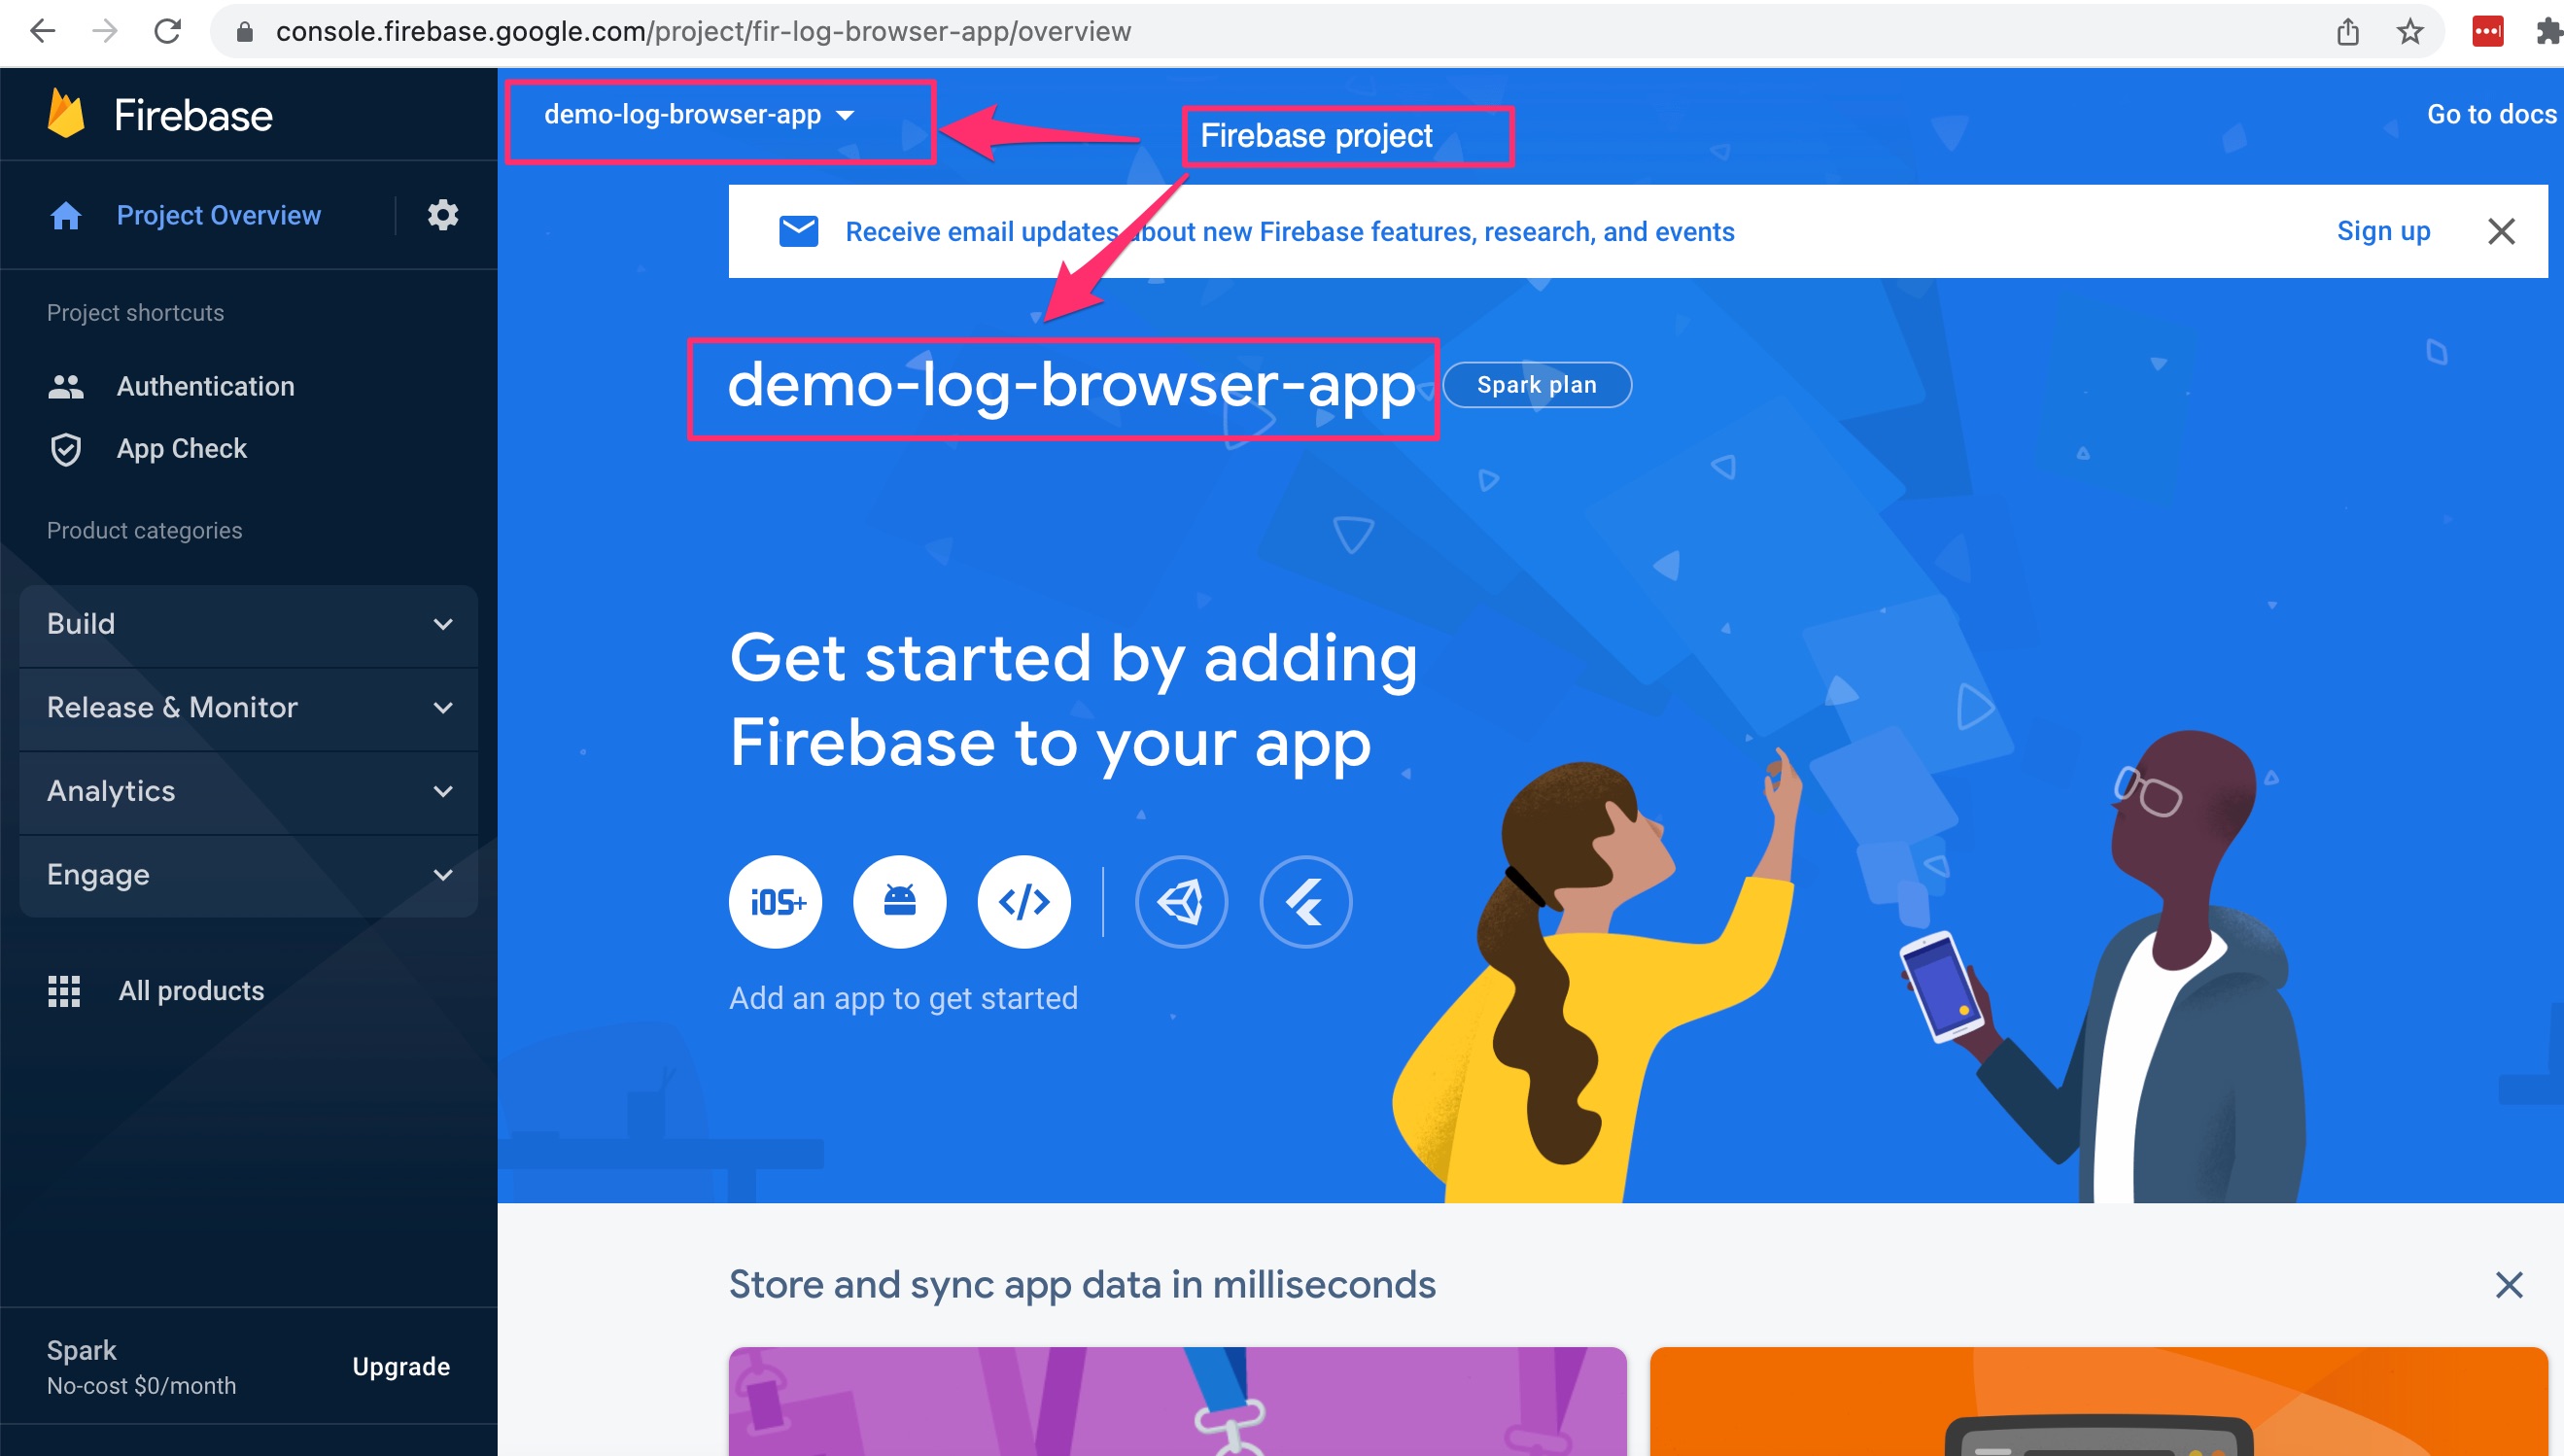 console.firebase.google.com/project/fir-log-browser-app/overview
Firebase
demo-log-browser-app
Firebase project
Go to docs
Project Overview
Receive email updates about new Firebase features, research, and events
Sign up
Project shortcuts
Authentication
App Check
demo-log-browser-app
Spark plan
Product categories
Build
Release & Monitor
Analytics
Engage
All products
Get started by adding
Firebase to your app
iOS+
Add an app to get started
Store and sync app data in milliseconds
Spark
No-cost $0/month
Upgrade